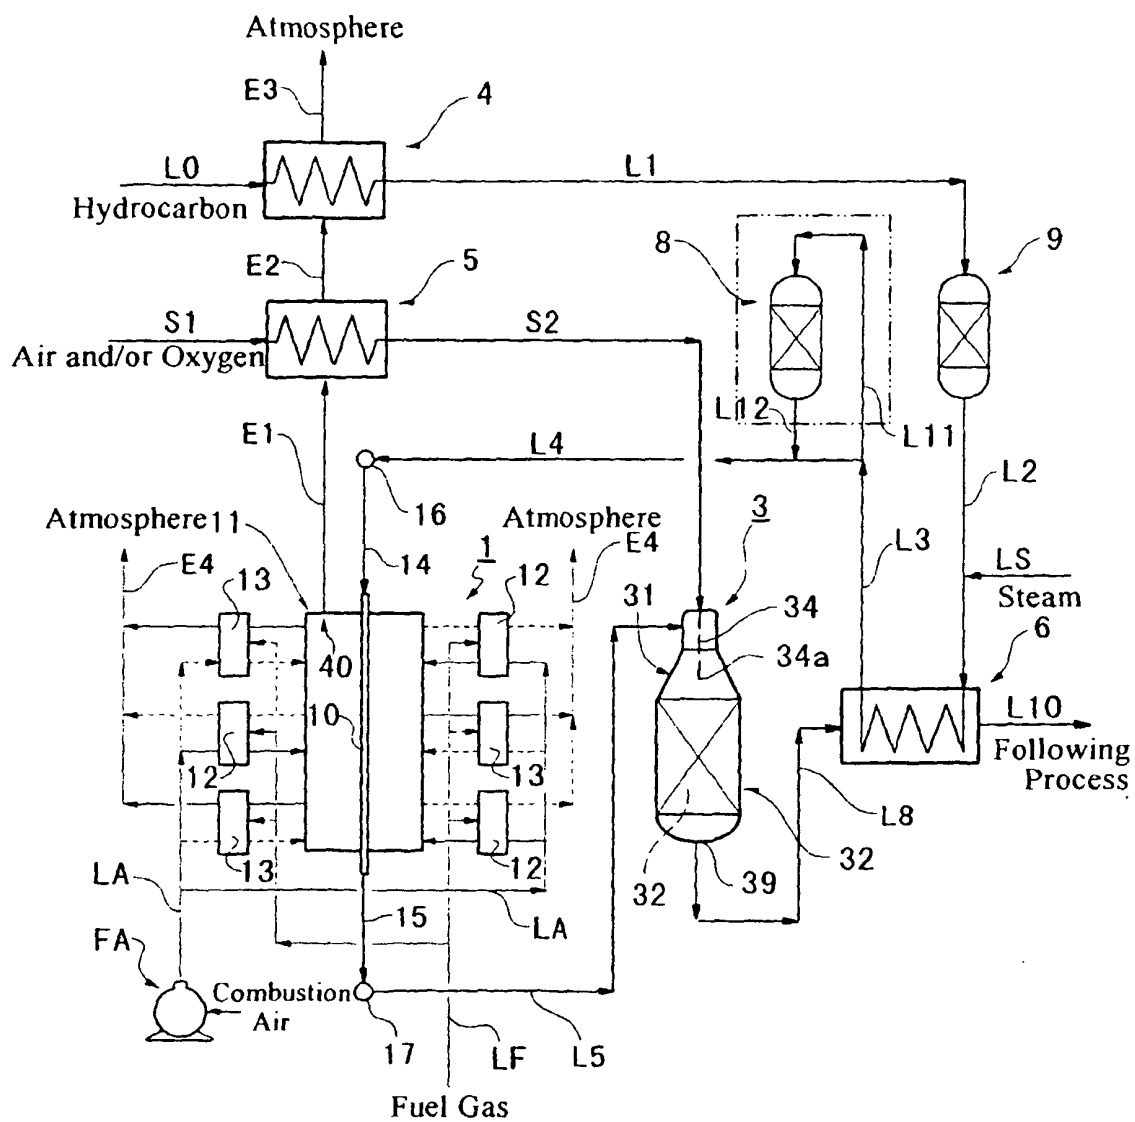 Atmosphere
E3
4
L0
L1
Hydrocarbon
8
9
E2
5
S1
S2
Air and/or Oxygen
L12
L11
E1
L4
16
L2
Atmosphere 11
Atmosphere
3
E4
14
1
12
E4
L3
LS
Steam
13
31
34
6
40
34a
10
L10
Following
Process
12
13
L8
13
12
32
39
32
LA
15
LA
FA
Combustion
Air
17
LF
L5
Fuel Gas